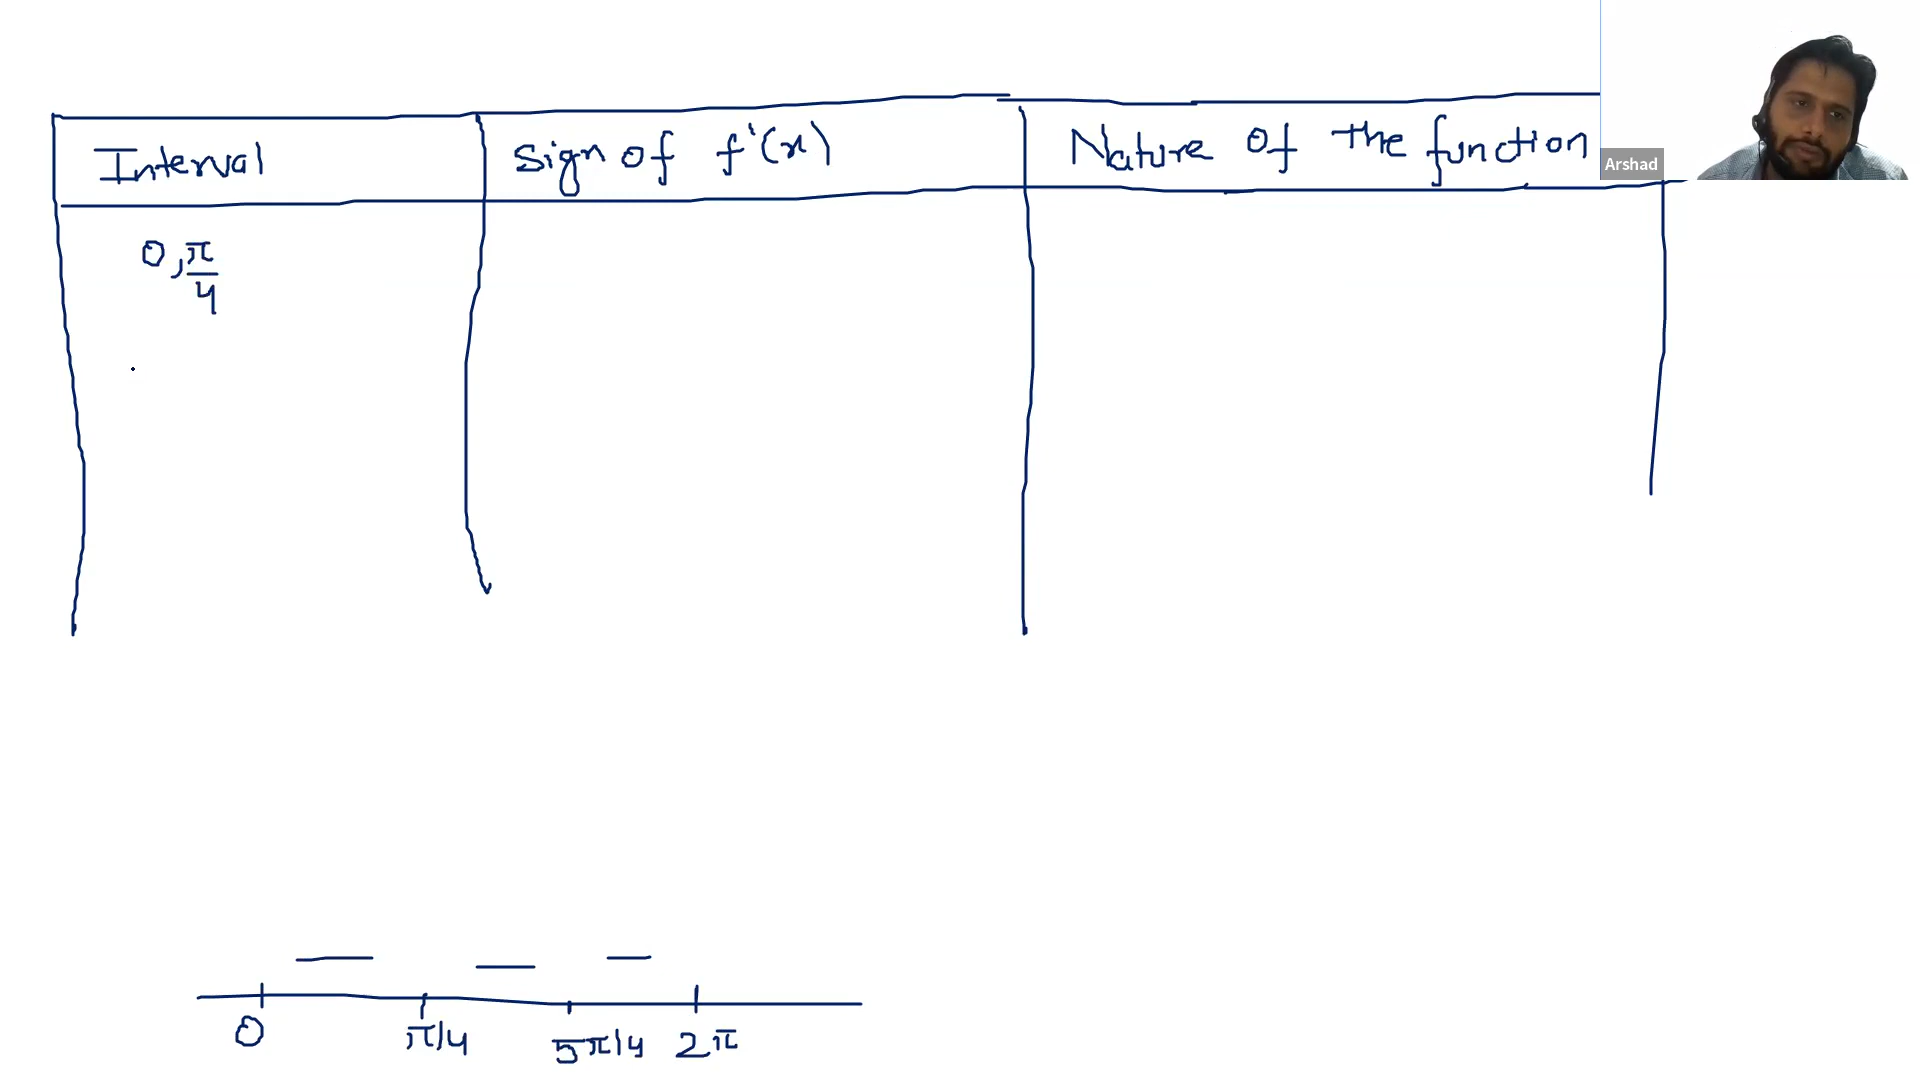 Interval Sign of f'(x) Nature Of the function
Arshad
0, π/4
0 π/4 5π/4 2π